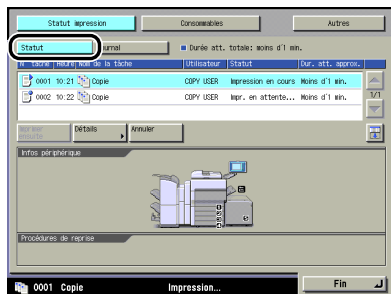 Statut impression Consommables Autres
Statut Journal Durée att. totale: moins d'1 min.
N° tâche Heure Nom de la tâche Utilisateur Statut Dur. att. approx.
0001 10:21 Copie COPY USER Impression en cours Moins d'1 min.
0002 10:22 Copie COPY USER Impr. en attente... Moins d'1 min.
1/1
Détails Annuler
Infos périphérique
Procédures de reprise
0001 Copie Impression... Fin